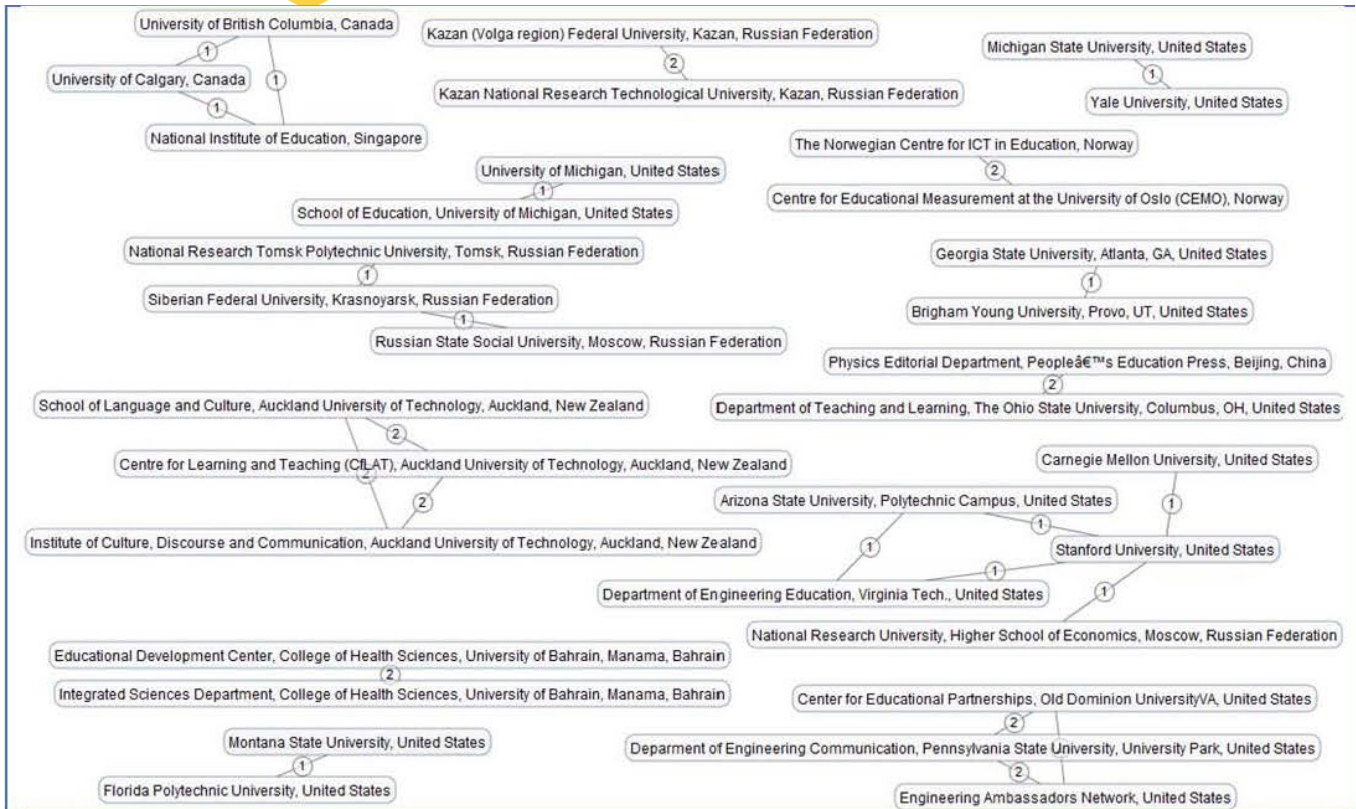 University of British Columbia, Canada
1
University of Calgary, Canada
1
1
National Institute of Education, Singapore
Kazan (Volga region) Federal University, Kazan, Russian Federation
2
Kazan National Research Technological University, Kazan, Russian Federation
Michigan State University, United States
1
Yale University, United States
The Norwegian Centre for ICT in Education, Norway
2
Centre for Educational Measurement at the University of Oslo (CEMO), Norway
University of Michigan, United States
1
School of Education, University of Michigan, United States
National Research Tomsk Polytechnic University, Tomsk, Russian Federation
1
Siberian Federal University, Krasnoyarsk, Russian Federation
1
Russian State Social University, Moscow, Russian Federation
Georgia State University, Atlanta, GA, United States
1
Brigham Young University, Provo, UT, United States
Physics Editorial Department, Peopleâ€™s Education Press, Beijing, China
2
Department of Teaching and Learning, The Ohio State University, Columbus, OH, United States
School of Language and Culture, Auckland University of Technology, Auckland, New Zealand
2
Centre for Learning and Teaching (CfLAT), Auckland University of Technology, Auckland, New Zealand
2
2
Institute of Culture, Discourse and Communication, Auckland University of Technology, Auckland, New Zealand
Carnegie Mellon University, United States
1
Arizona State University, Polytechnic Campus, United States
1
1
Stanford University, United States
1
Department of Engineering Education, Virginia Tech., United States
1
National Research University, Higher School of Economics, Moscow, Russian Federation
Educational Development Center, College of Health Sciences, University of Bahrain, Manama, Bahrain
2
Integrated Sciences Department, College of Health Sciences, University of Bahrain, Manama, Bahrain
Center for Educational Partnerships, Old Dominion UniversityVA, United States
2
Deparment of Engineering Communication, Pennsylvania State University, University Park, United States
2
Engineering Ambassadors Network, United States
Montana State University, United States
1
Florida Polytechnic University, United States